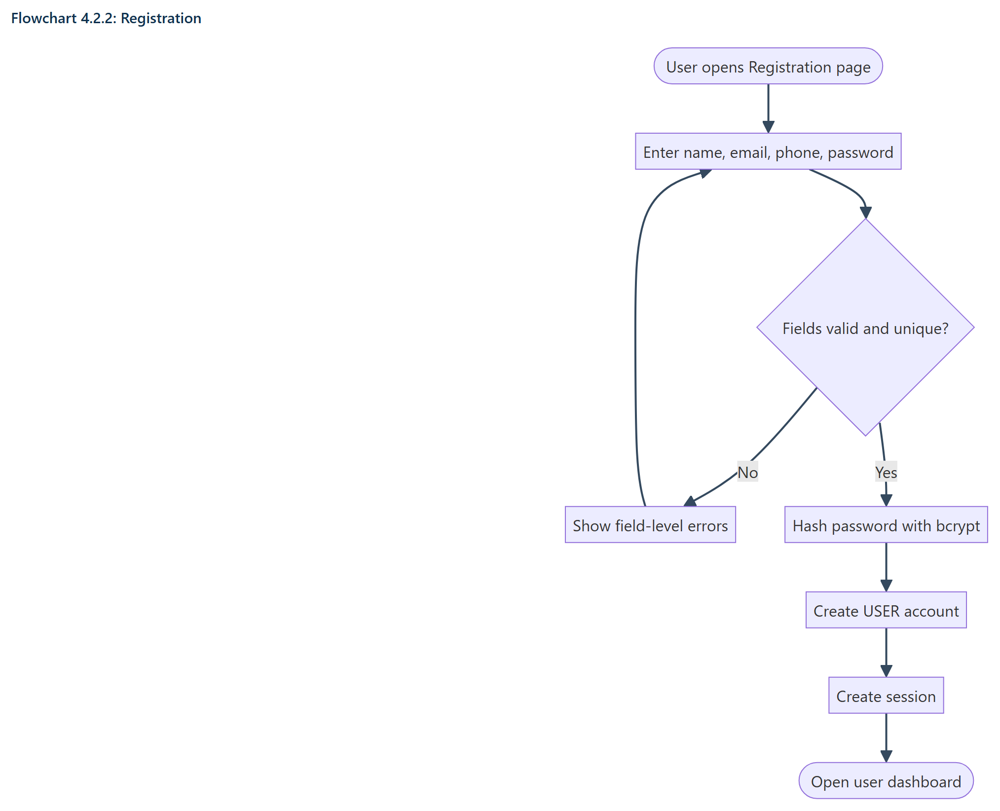 Flowchart 4.2.2: Registration
User opens Registration page
Enter name, email, phone, password
Fields valid and unique?
No
Yes
Show field-level errors
Hash password with bcrypt
Create USER account
Create session
Open user dashboard